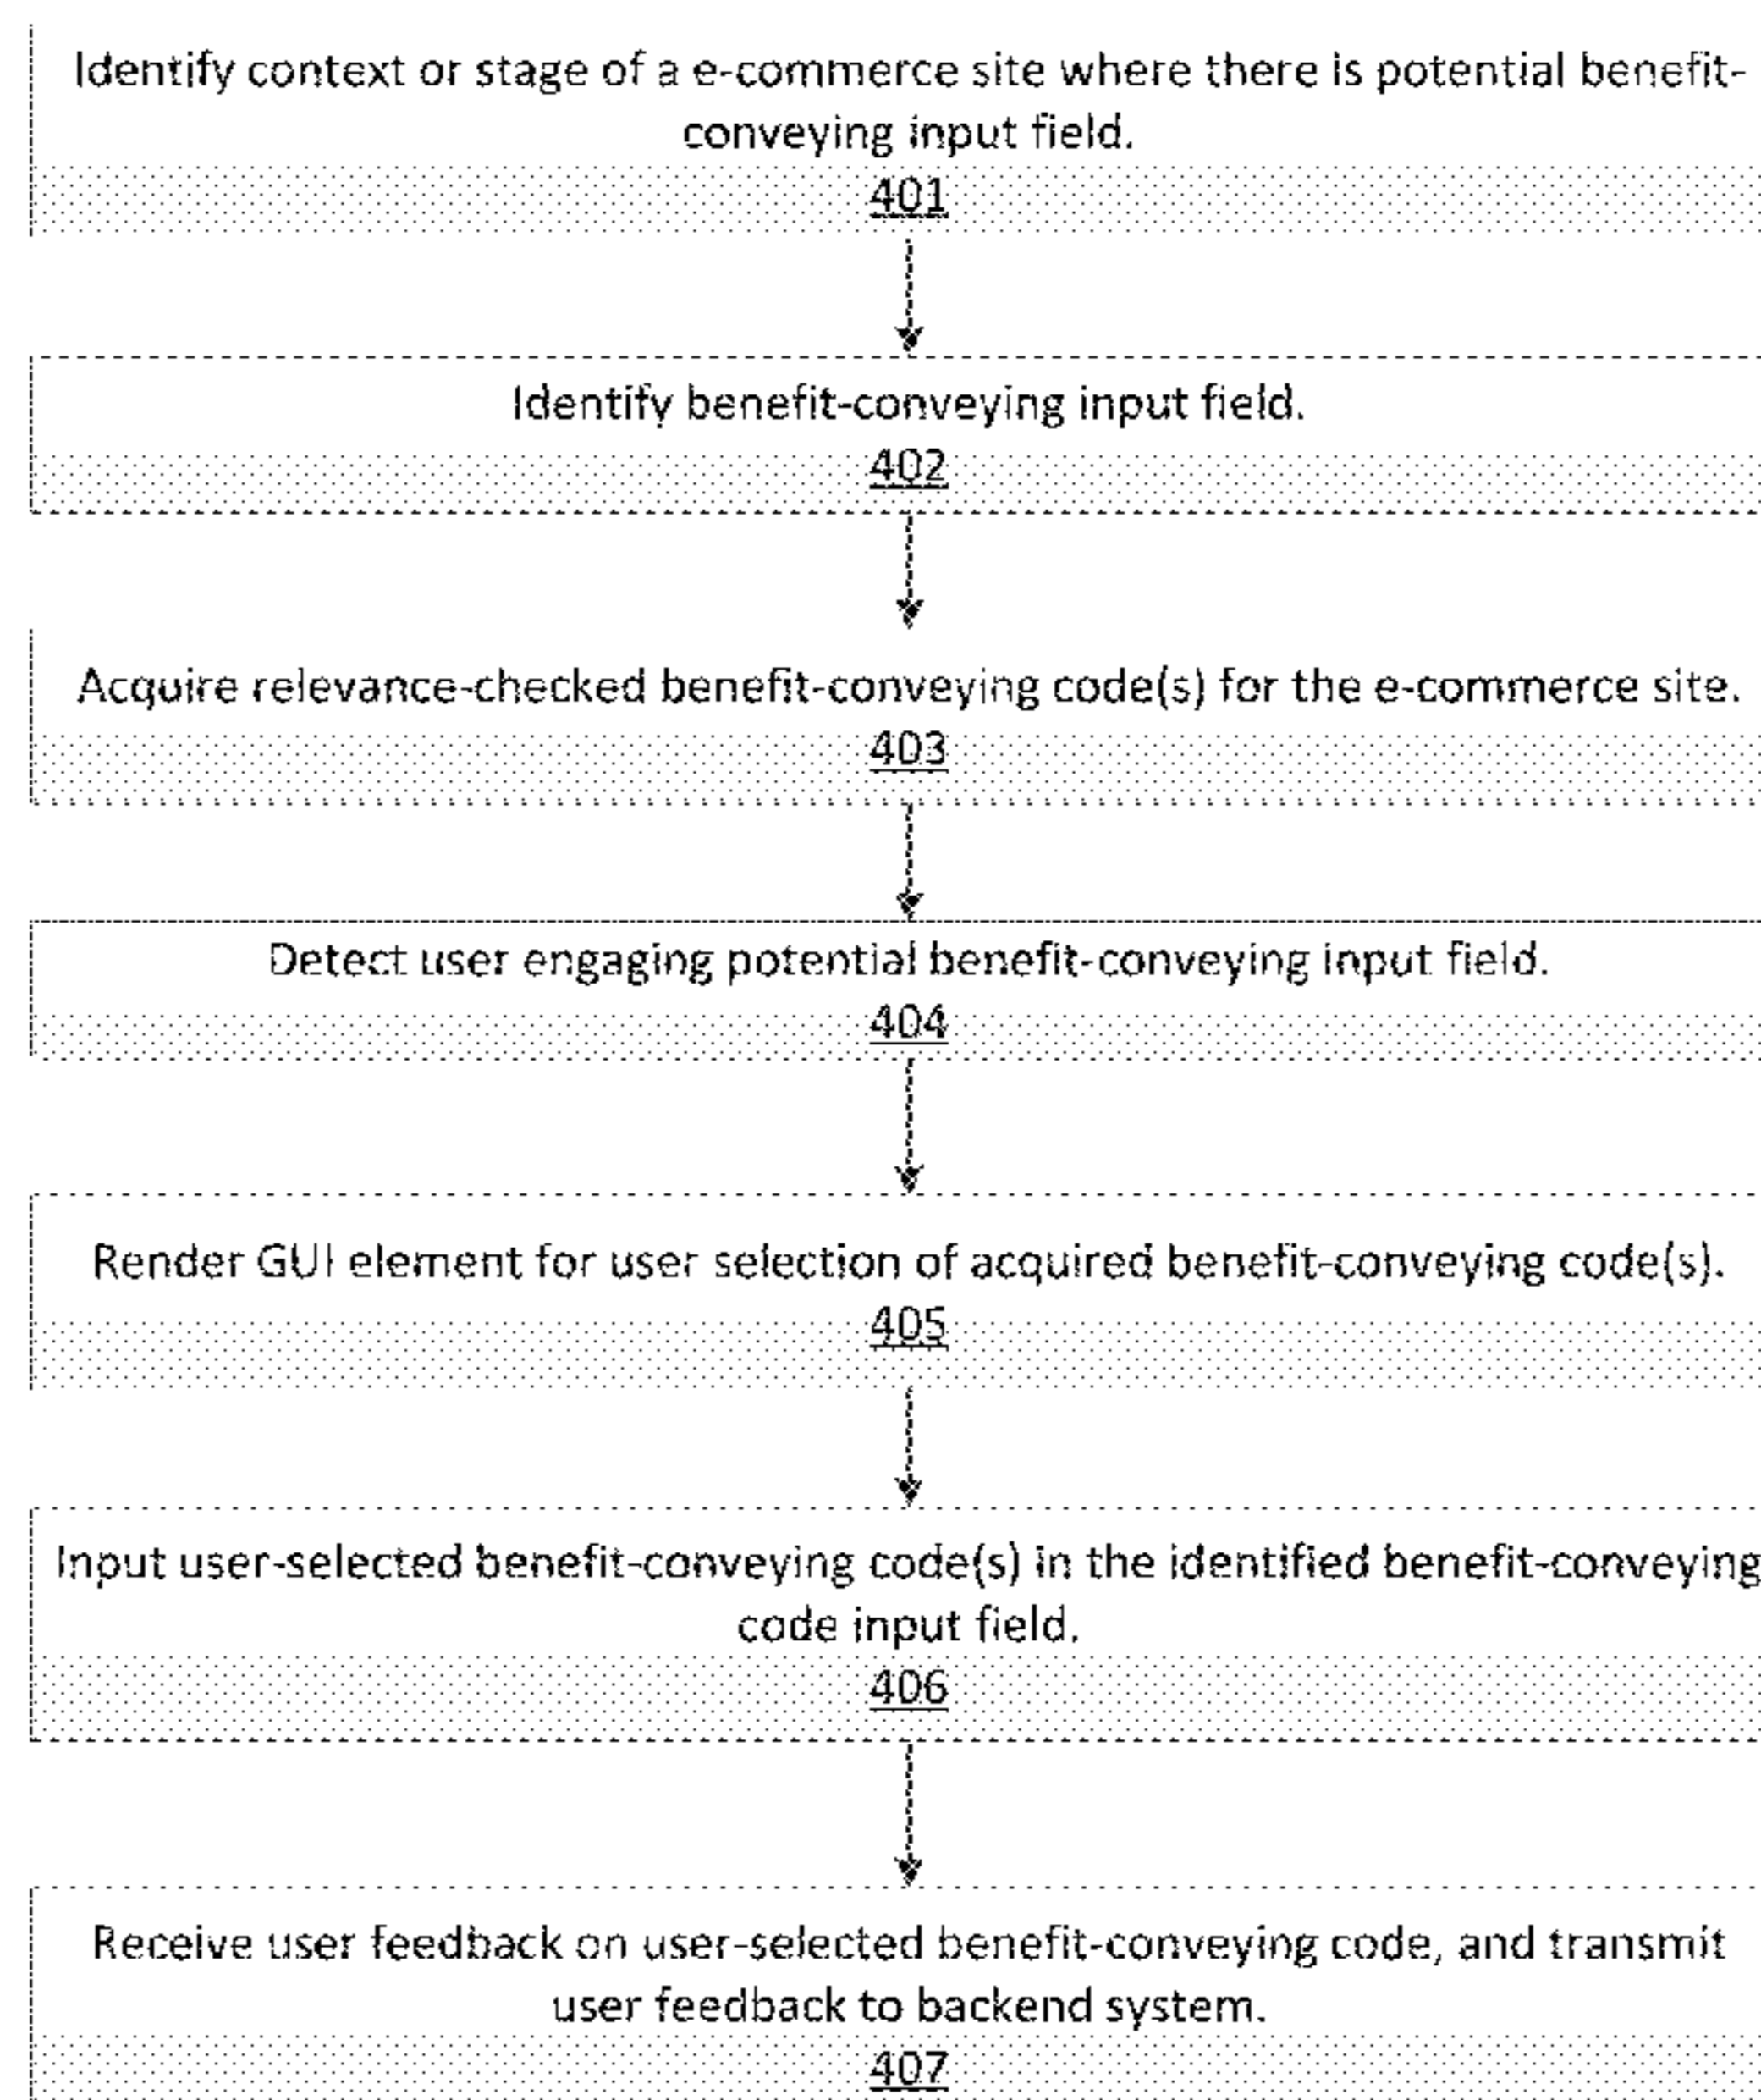 Identify context or stage of a e-commerce site where there is potential benefit-
conveying input field.
401
Identify benefit-conveying input field.
402
Acquire relevance-checked benefit-conveying code(s) for the e-commerce site.
403
Detect user engaging potential benefit-conveying input field.
404
Render GUI element for user selection of acquired benefit-conveying code(s).
405
Input user-selected benefit-conveying code(s) in the identified benefit-conveying
code input field.
406
Receive user feedback on user-selected benefit-conveying code, and transmit
user feedback to backend system.
407